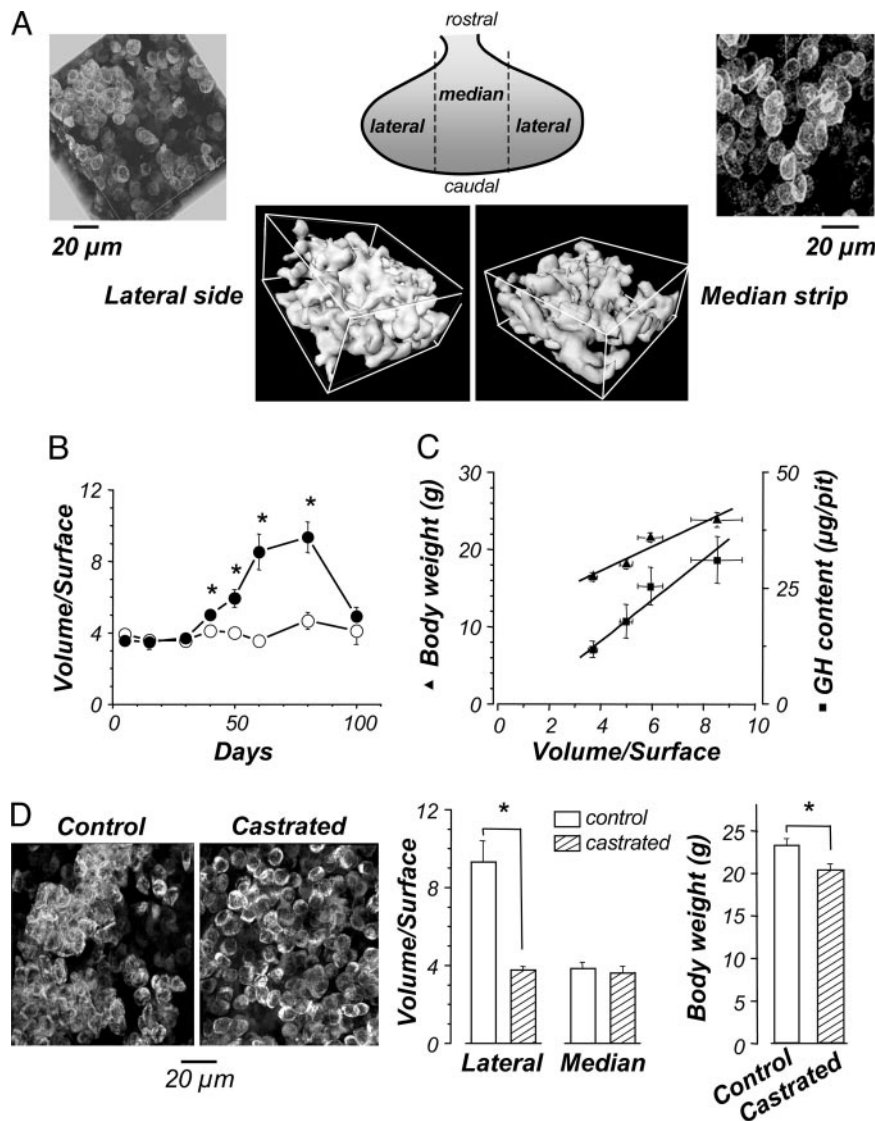 A
rostral
median
lateral
lateral
caudal
20 µm
20 µm
Lateral side
Median strip
B
Volume/Surface
12
8
4
0
*
*
*
*
0
50
100
Days
C
▲ Body weight (g)
30
20
10
0
50
25
0
■ GH content (µg/pit)
0
2
4
6
8
10
Volume/Surface
D
Control
Castrated
20 µm
Volume/Surface
12
8
4
0
*
control
castrated
Lateral
Median
Body weight (g)
25
20
15
10
5
0
*
Control
Castrated